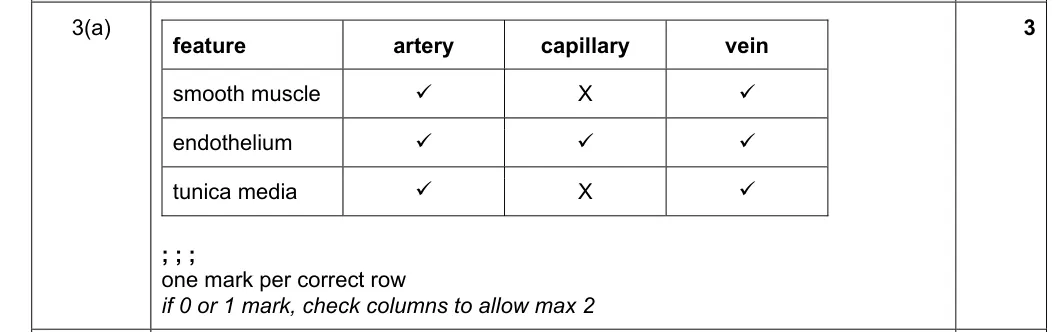 3(a) 3
feature artery capillary vein
smooth muscle ✓ X ✓
endothelium ✓ ✓ ✓
tunica media ✓ X ✓
; ; ;
one mark per correct row
if 0 or 1 mark, check columns to allow max 2